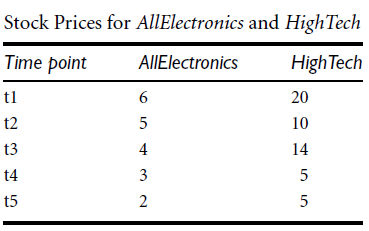 Stock Prices for AllElectronics and HighTech
Time point AllElectronics HighTech
t1 6 20
t2 5 10
t3 4 14
t4 3 5
t5 2 5